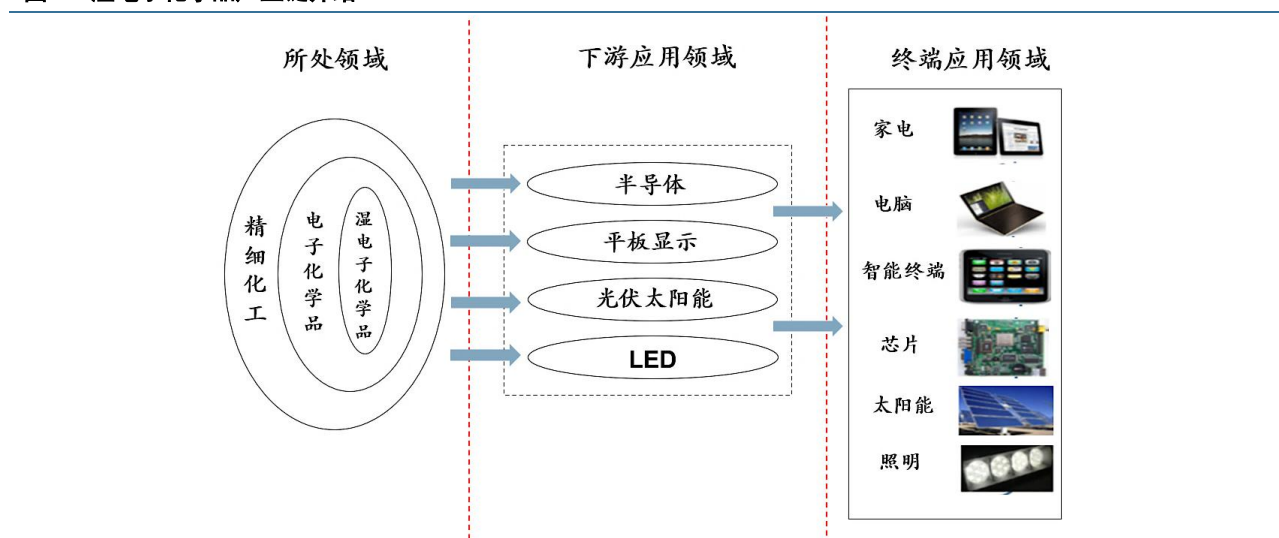 所处领域
下游应用领域
终端应用领域
精细化工
电子化学品
湿电子化学品
半导体
平板显示
光伏太阳能
LED
家电
电脑
智能终端
芯片
太阳能
照明